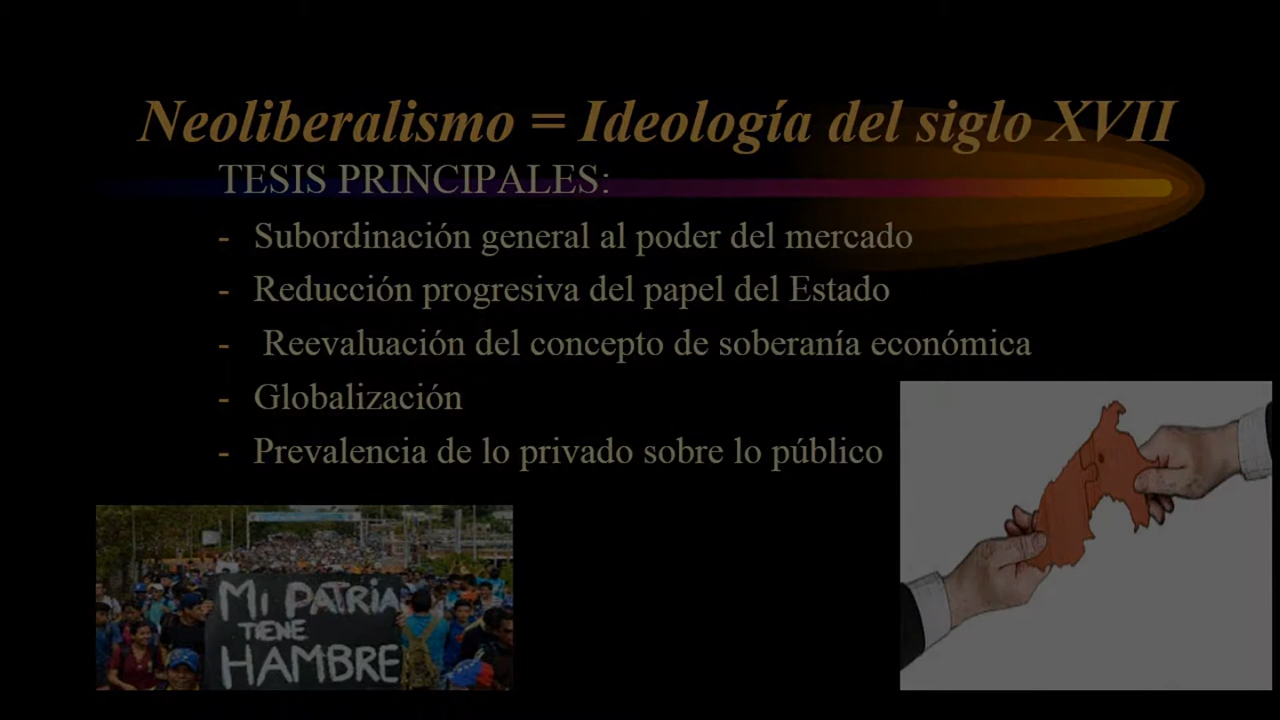 Neoliberalismo = Ideología del siglo XVII
TESIS PRINCIPALES:
- Subordinación general al poder del mercado
- Reducción progresiva del papel del Estado
- Reevaluación del concepto de soberanía económica
- Globalización
- Prevalencia de lo privado sobre lo público
MI PATRIA
TIENE
HAMBRE